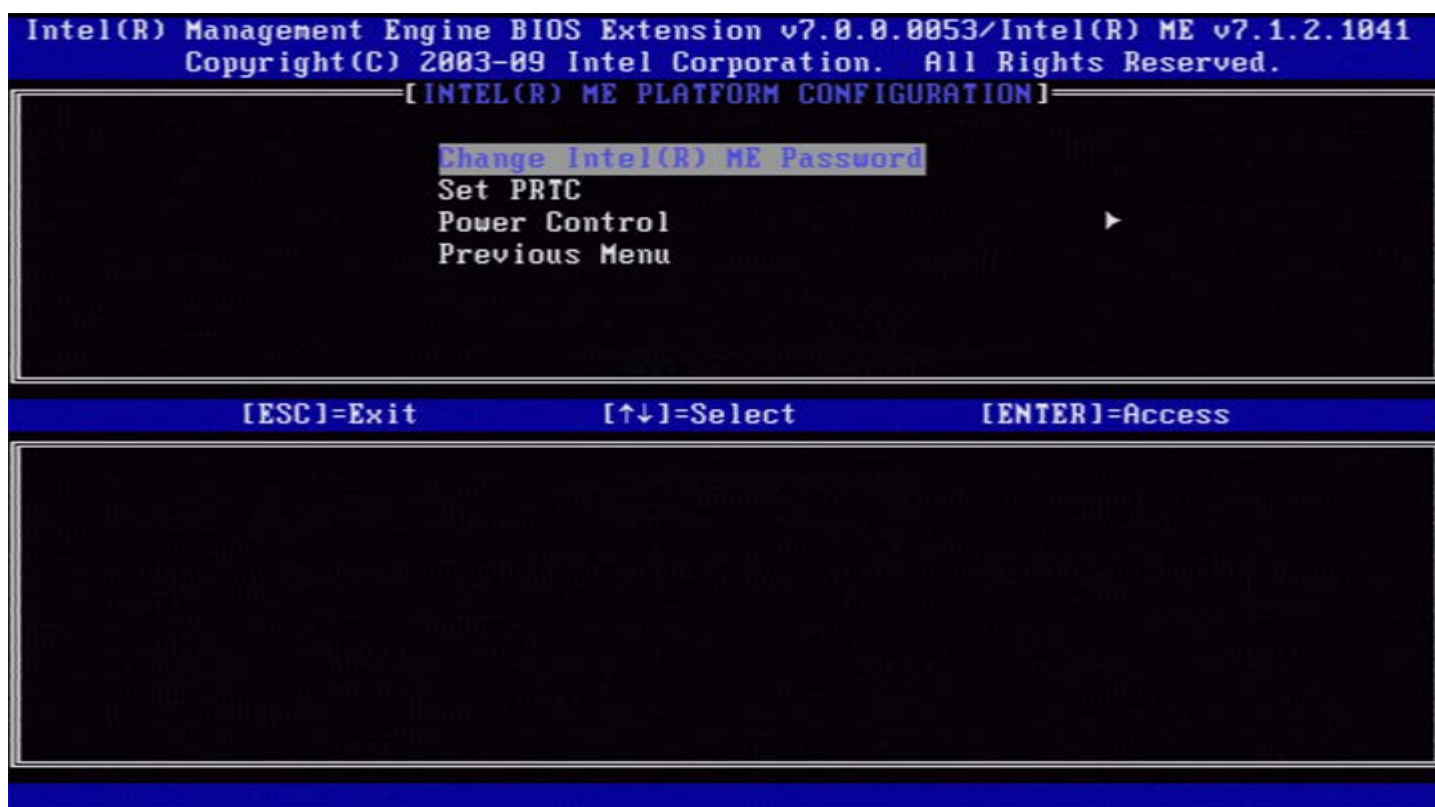 Intel(R) Management Engine BIOS Extension v7.0.0.0053/Intel(R) ME v7.1.2.1041
Copyright(C) 2003-09 Intel Corporation. All Rights Reserved.
[INTEL(R) ME PLATFORM CONFIGURATION]
Change Intel(R) ME Password
Set PRTC
Power Control ►
Previous Menu
[ESC]=Exit [↑↓]=Select [ENTER]=Access